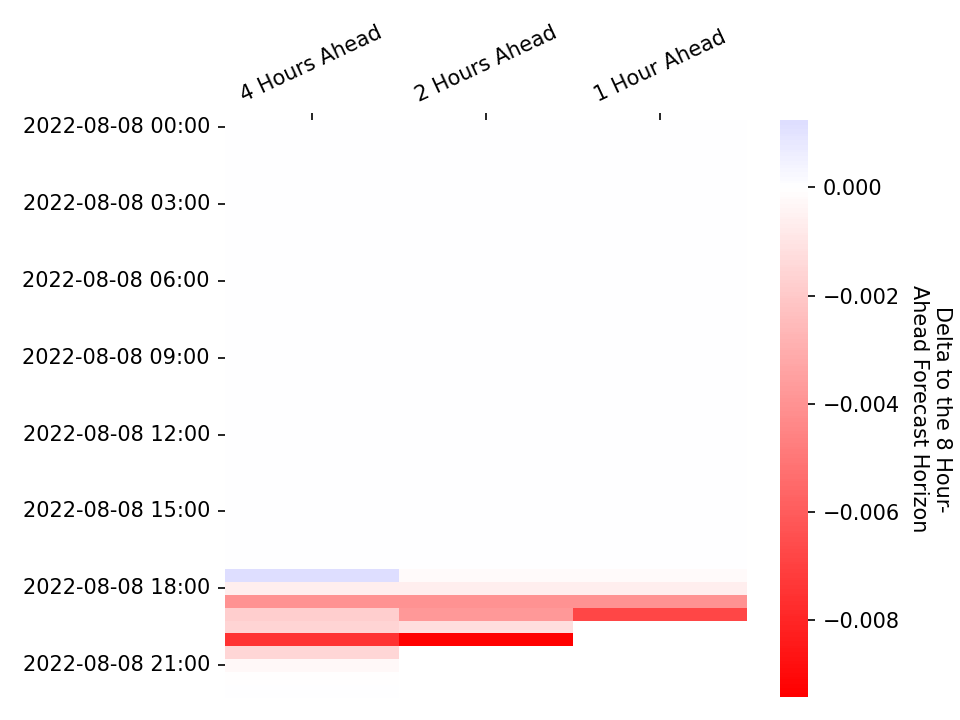 4 Hours Ahead
2 Hours Ahead
1 Hour Ahead
2022-08-08 00:00
2022-08-08 03:00
2022-08-08 06:00
2022-08-08 09:00
2022-08-08 12:00
2022-08-08 15:00
2022-08-08 18:00
2022-08-08 21:00
0.000
−0.002
−0.004
−0.006
−0.008
Delta to the 8 Hour-
Ahead Forecast Horizon